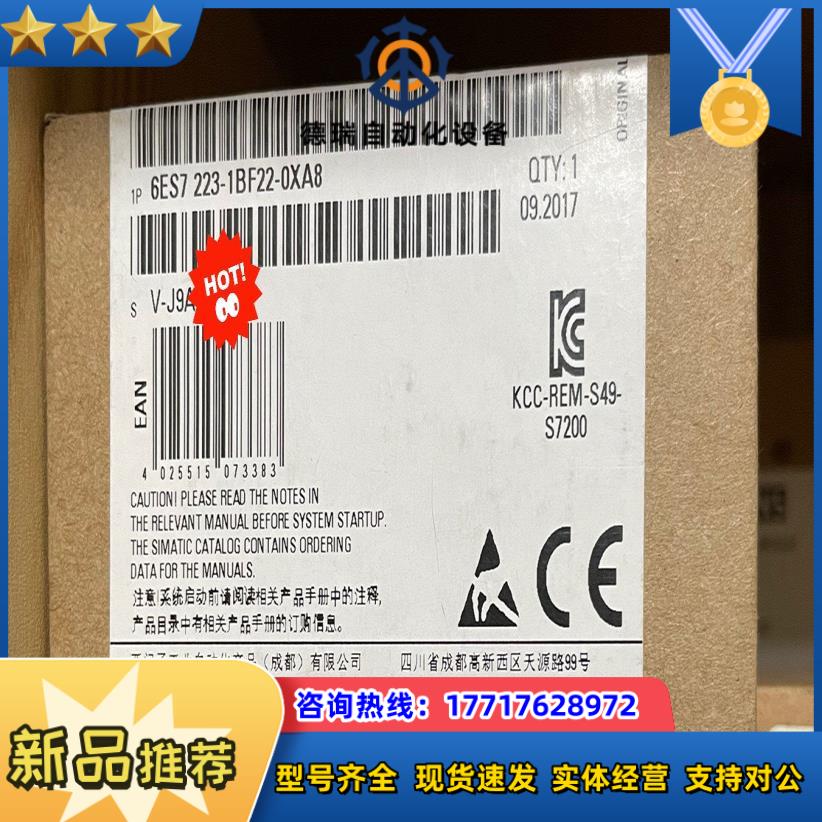 ORIGINAL
德瑞自动化设备
1P 6ES7 223-1BF22-0XA8
QTY: 1
09.2017
HOT!
S V-J9A
EAN
4 025515 073383
KCC-REM-S49-
S7200
CAUTION! PLEASE READ THE NOTES IN
THE RELEVANT MANUAL BEFORE SYSTEM STARTUP.
THE SIMATIC CATALOG CONTAINS ORDERING
DATA FOR THE MANUALS.
注意!系统启动前请阅读相关产品手册中的注释,
产品目录中有相关产品手册的订购信息。
CE
(成都)有限公司 四川省成都高新西区天源路99号
咨询热线:17717628972
新品推荐
型号齐全 现货速发 实体经营 支持对公